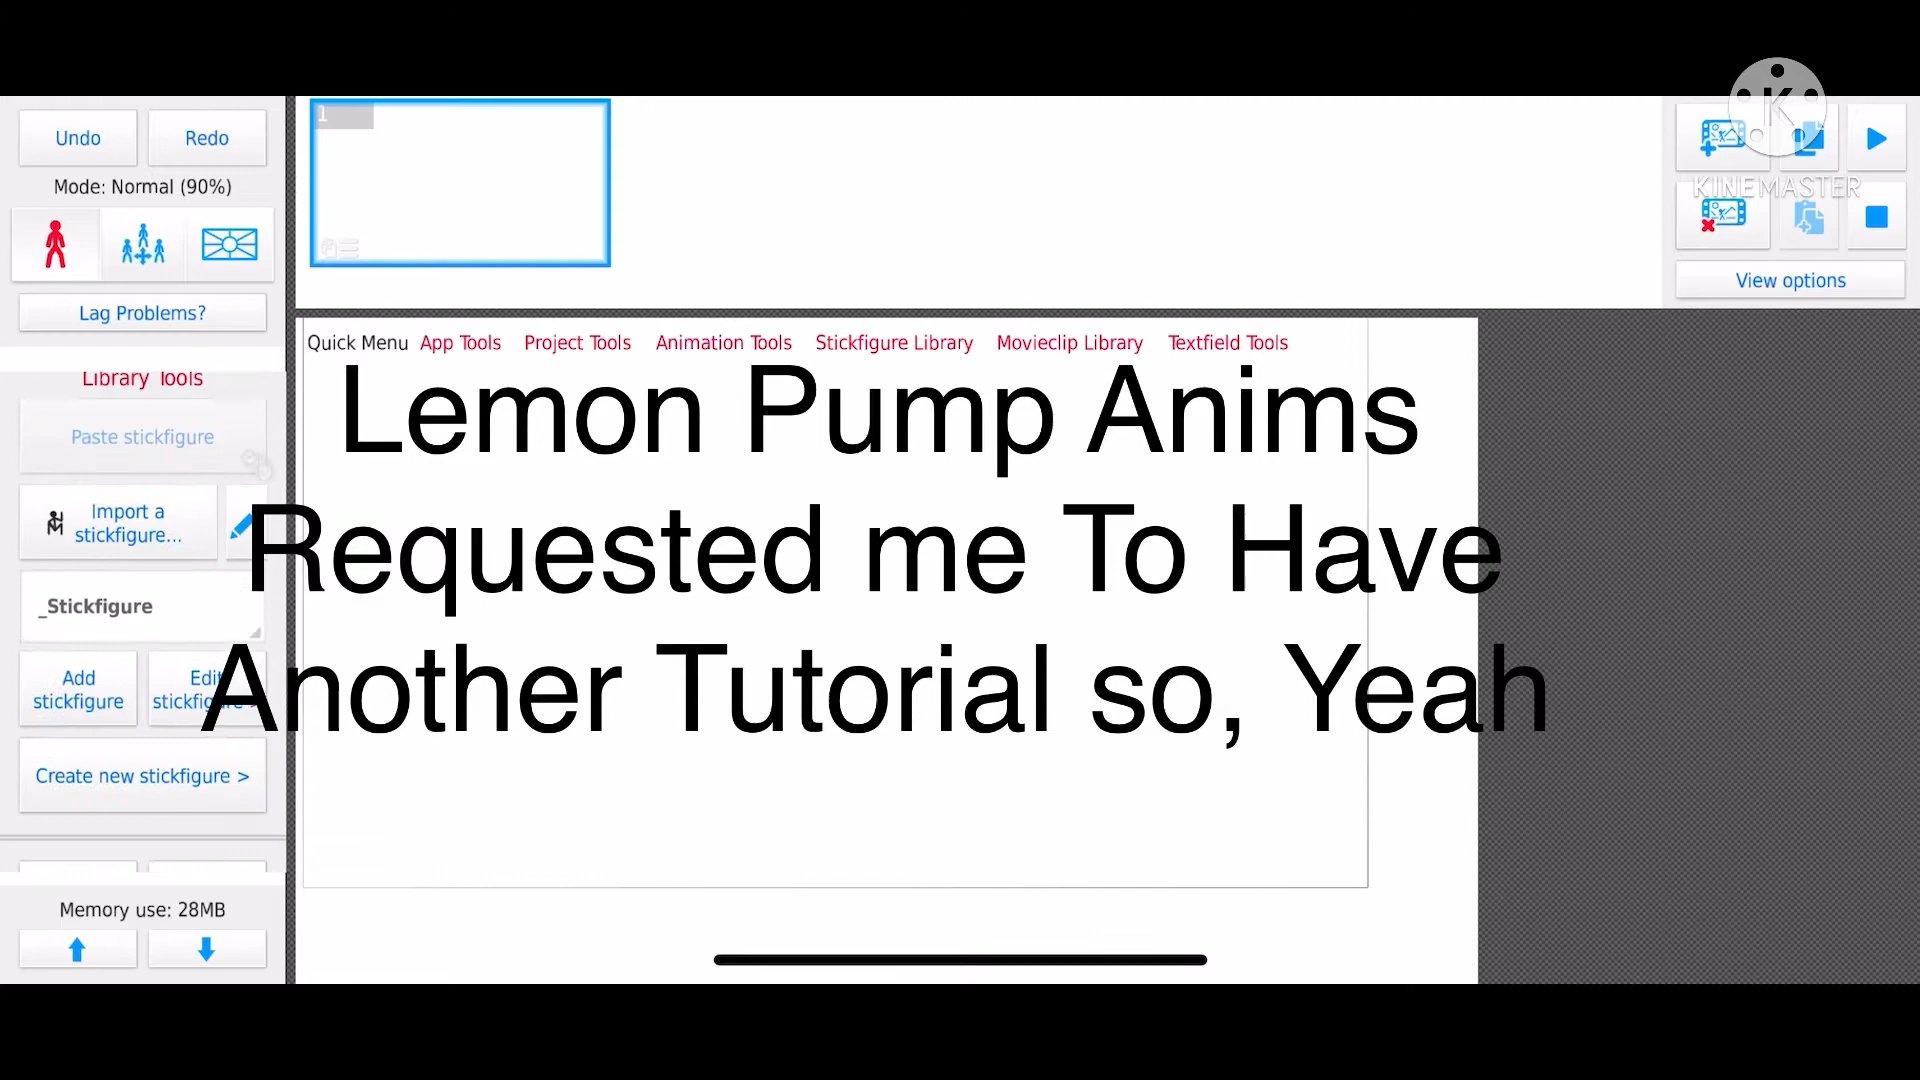 Undo
Redo
Mode: Normal (90%)
Lag Problems?
Library Tools
Paste stickfigure
Import a
stickfigure...
_Stickfigure
Add
stickfigure
Edit
Create new stickfigure >
Memory use: 28MB
1
Quick Menu App Tools Project Tools Animation Tools Stickfigure Library Movieclip Library Textfield Tools
Lemon Pump Anims
Requested me To Have
Another Tutorial so, Yeah
K
KINEMASTER
View options